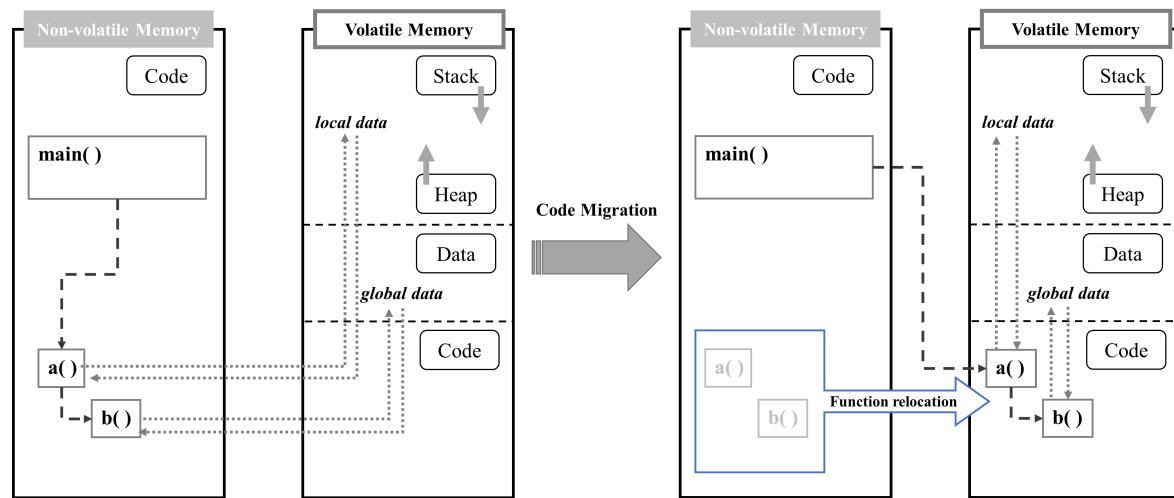 Non-volatile Memory
Code
main( )
a( )
b( )
Volatile Memory
Stack
local data
Heap
Data
global data
Code
Code Migration
Non-volatile Memory
Code
main( )
a( )
b( )
Function relocation
Volatile Memory
Stack
local data
Heap
Data
global data
Code
a( )
b( )